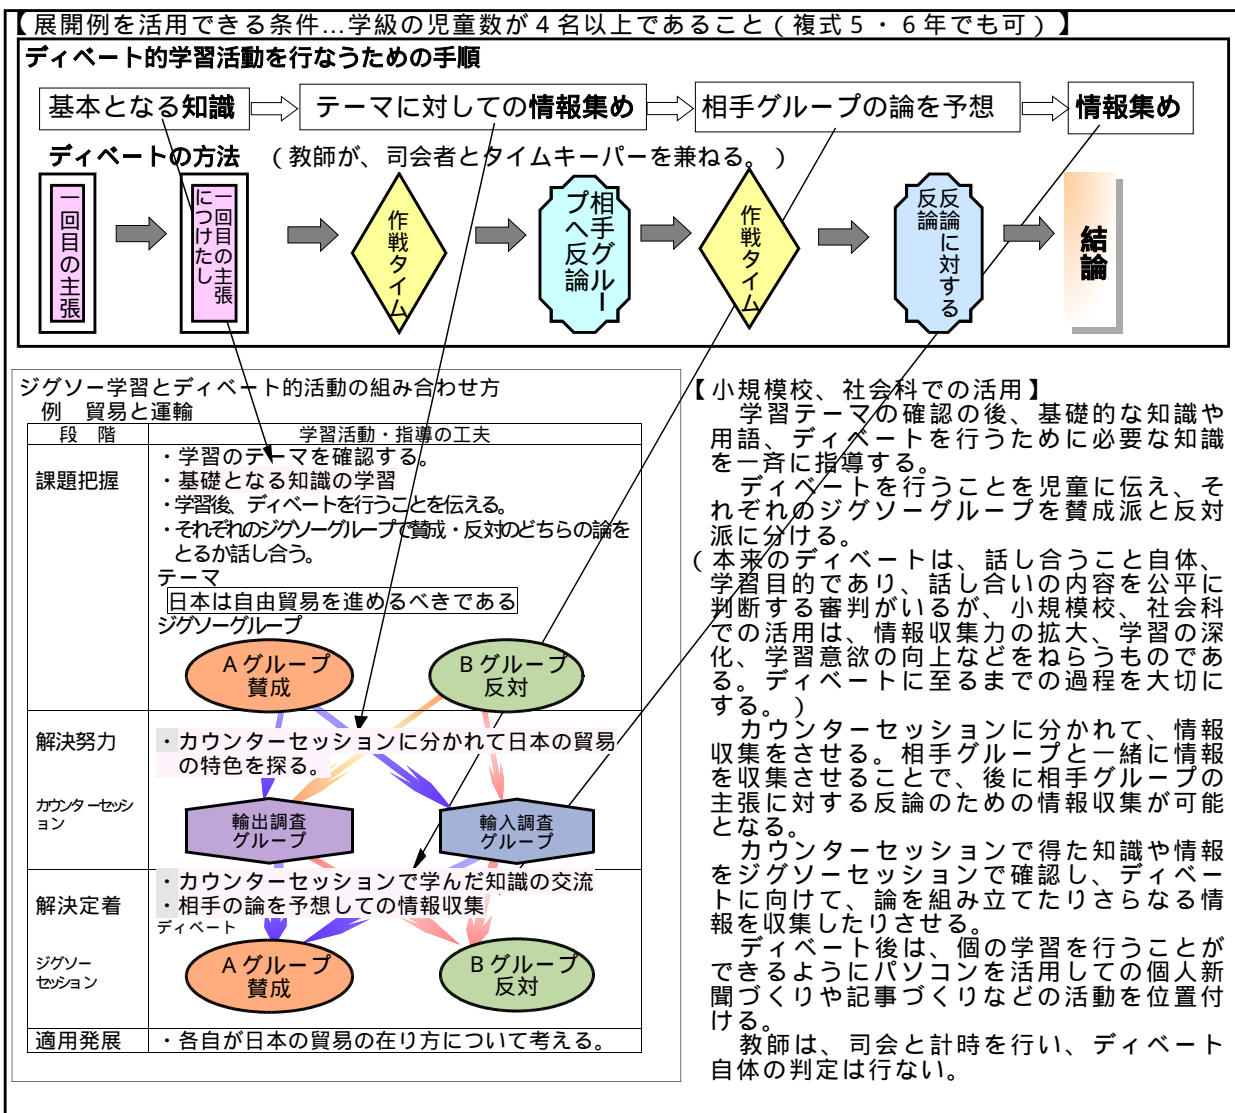 【展開例を活用できる条件…学級の児童数が４名以上であること（複式５・６年でも可）】
ディベート的学習活動を行なうための手順
基本となる知識
テーマに対しての情報集め
相手グループの論を予想
情報集め
ディベートの方法　（教師が、司会者とタイムキーパーを兼ねる。）
一回目の主張
一回目の主張
につけたし
作戦タイム
相手グルー
プへ反論
作戦タイム
反論に対する
反論
結論
ジグソー学習とディベート的活動の組み合わせ方
例　貿易と運輸
段　階
学習活動・指導の工夫
課題把握
・学習のテーマを確認する。
・基礎となる知識の学習
・学習後、ディベートを行うことを伝える。
・それぞれのジグソーグループで賛成・反対のどちらの論を
とるか話し合う。
テーマ
日本は自由貿易を進めるべきである
ジグソーグループ
Ａグループ
賛成
Ｂグループ
反対
解決努力
カウンターセッシ
ョン
・カウンターセッションに分かれて日本の貿易
の特色を探る。
輸出調査
グループ
輸入調査
グループ
解決定着
ジグソー
セッション
・カウンターセッションで学んだ知識の交流
・相手の論を予想しての情報収集
ディベート
Ａグループ
賛成
Ｂグループ
反対
適用発展
・各自が日本の貿易の在り方について考える。
【小規模校、社会科での活用】
学習テーマの確認の後、基礎的な知識や
用語、ディベートを行うために必要な知識
を一斉に指導する。
ディベートを行うことを児童に伝え、そ
れぞれのジグソーグループを賛成派と反対
派に分ける。
（本来のディベートは、話し合うこと自体、
学習目的であり、話し合いの内容を公平に
判断する審判がいるが、小規模校、社会科
での活用は、情報収集力の拡大、学習の深
化、学習意欲の向上などをねらうものであ
る。ディベートに至るまでの過程を大切に
する。）
カウンターセッションに分かれて、情報
収集をさせる。相手グループと一緒に情報
を収集させることで、後に相手グループの
主張に対する反論のための情報収集が可能
となる。
カウンターセッションで得た知識や情報
をジグソーセッションで確認し、ディベー
トに向けて、論を組み立てたりさらなる情
報を収集したりさせる。
ディベート後は、個の学習を行うことが
できるようにパソコンを活用しての個人新
聞づくりや記事づくりなどの活動を位置付
ける。
教師は、司会と計時を行い、ディベート
自体の判定は行ない。